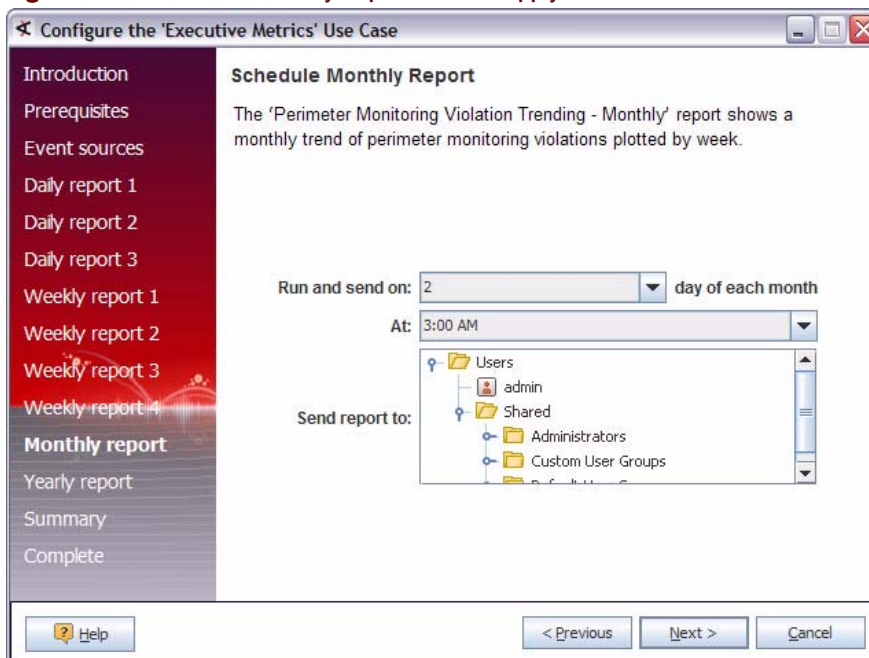 Configure the 'Executive Metrics' Use Case
Introduction
Prerequisites
Event sources
Daily report 1
Daily report 2
Daily report 3
Weekly report 1
Weekly report 2
Weekly report 3
Weekly report 4
Monthly report
Yearly report
Summary
Complete
Schedule Monthly Report
The 'Perimeter Monitoring Violation Trending - Monthly' report shows a
monthly trend of perimeter monitoring violations plotted by week.
Run and send on: 2 day of each month
At: 3:00 AM
Send report to:
Users
admin
Shared
Administrators
Custom User Groups
Help
< Previous
Next >
Cancel